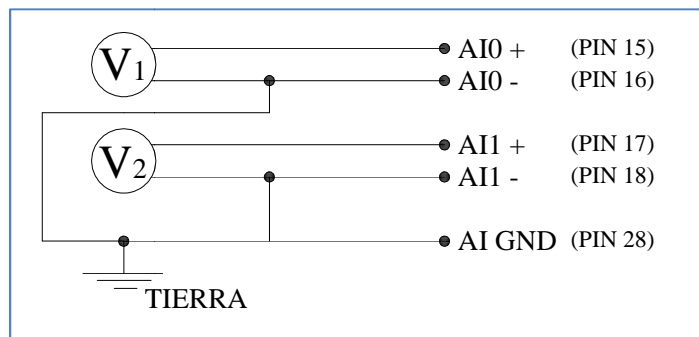 V1
AI0 + (PIN 15)
AI0 - (PIN 16)
V2
AI1 + (PIN 17)
AI1 - (PIN 18)
AI GND (PIN 28)
TIERRA